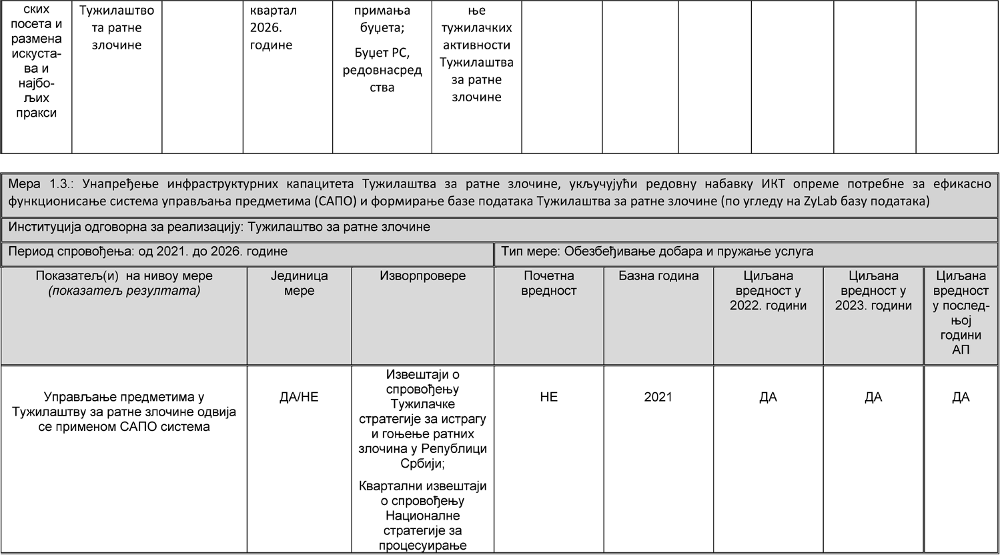 ских
посета и
размена
искуста-
ва и
најбо-
љих
пракси
Тужилаштво
та ратне
злочине
квартал
2026.
године
примања
буџета;
Буџет РС,
редовнасред
ства
ње
тужилачких
активности
Тужилаштва
за ратне
злочине
Мера 1.3.: Унапређење инфраструктурних капацитета Тужилаштва за ратне злочине, укључујући редовну набавку ИКТ опреме потребне за ефикасно
функционисање система управљања предметима (САПО) и формирање базе података Тужилаштва за ратне злочине (по угледу на ZyLab базу података)
Институција одговорна за реализацију: Тужилаштво за ратне злочине
Период спровођења: од 2021. до 2026. године
Тип мере: Обезбеђивање добара и пружање услуга
Показатељ(и) на нивоу мере
(показатељ резултата)
Јединица
мере
Изворпровере
Почетна
вредност
Базна година
Циљана
вредност у
2022. години
Циљана
вредност у
2023. години
Циљана
вредност
у послед-
њој
години
АП
Управљање предметима у
Тужилаштву за ратне злочине одвија
се применом САПО система
ДА/НЕ
Извештаји о
спровођењу
Тужилачке
стратегије за истрагу
и гоњење ратних
злочина у Републици
Србији;
Квартални извештаји
о спровођењу
Националне
стратегије за
процесуирање
НЕ
2021
ДА
ДА
ДА